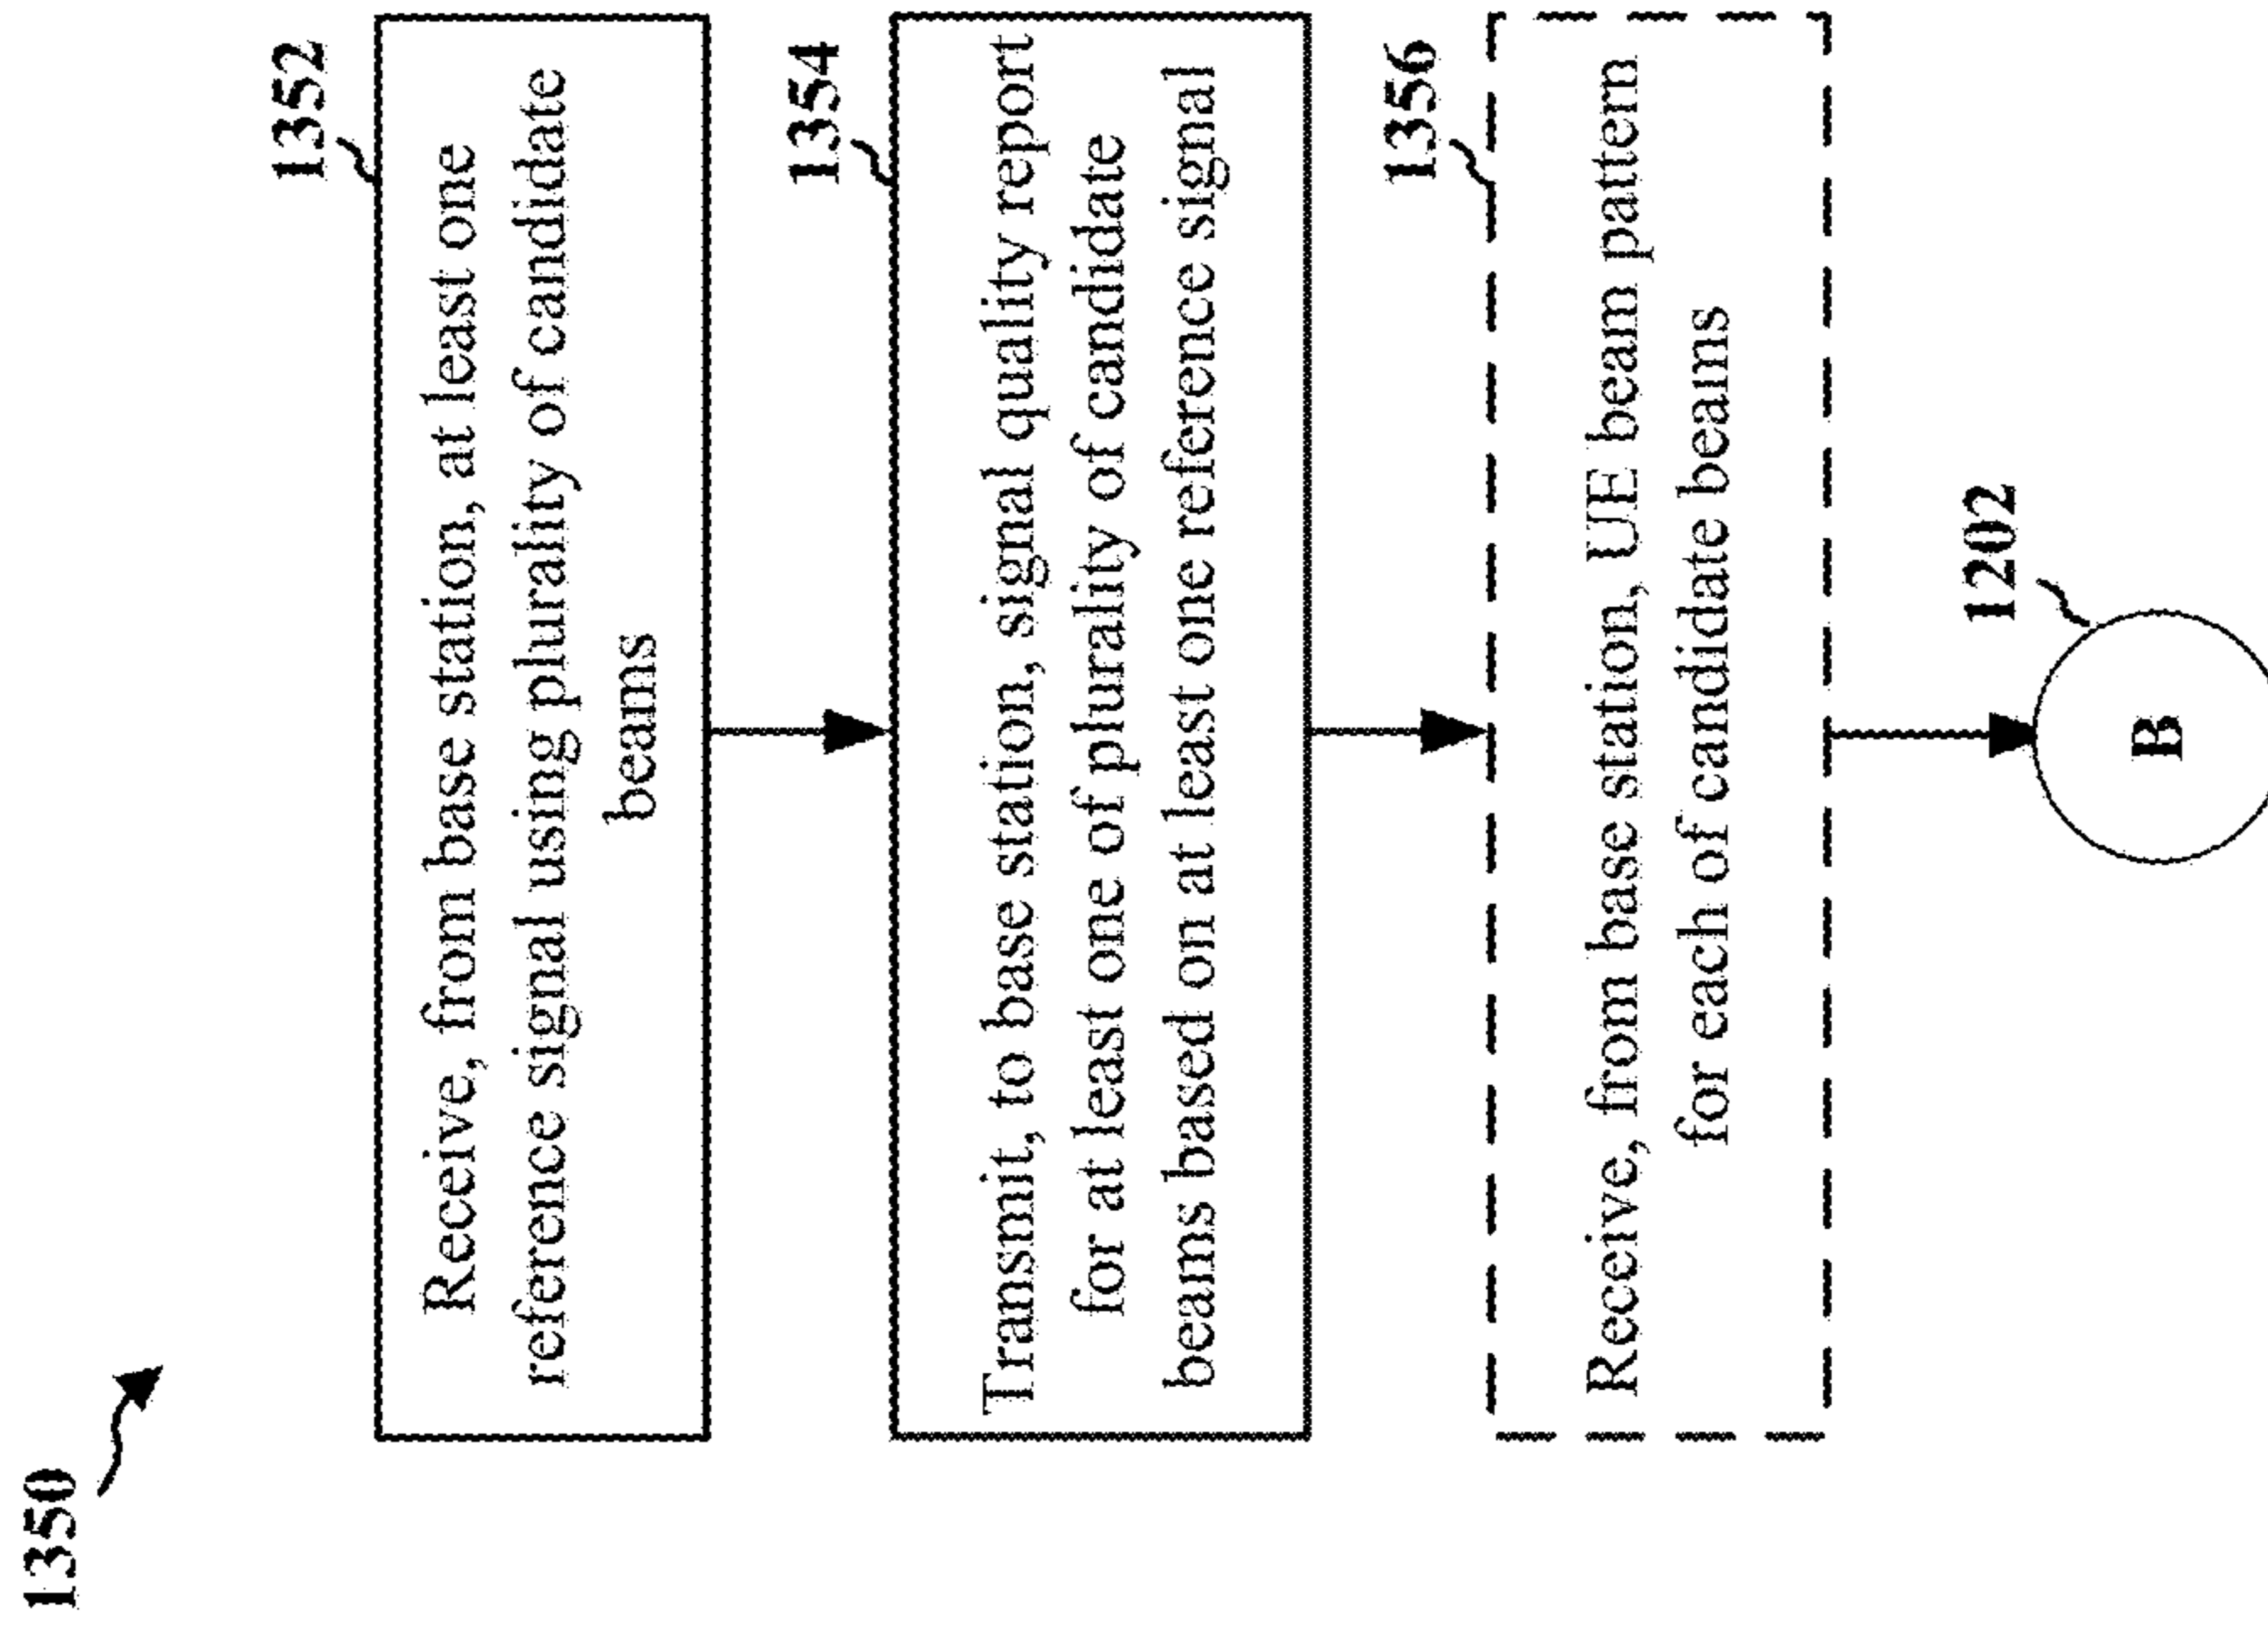 1350
1352
Receive, from base station, at least one
reference signal using plurality of candidate
beams
1354
Transmit, to base station, signal quality report
for at least one of plurality of candidate
beams based on at least one reference signal
1356
Receive, from base station, UE beam pattern
for each of candidate beams
1202
B